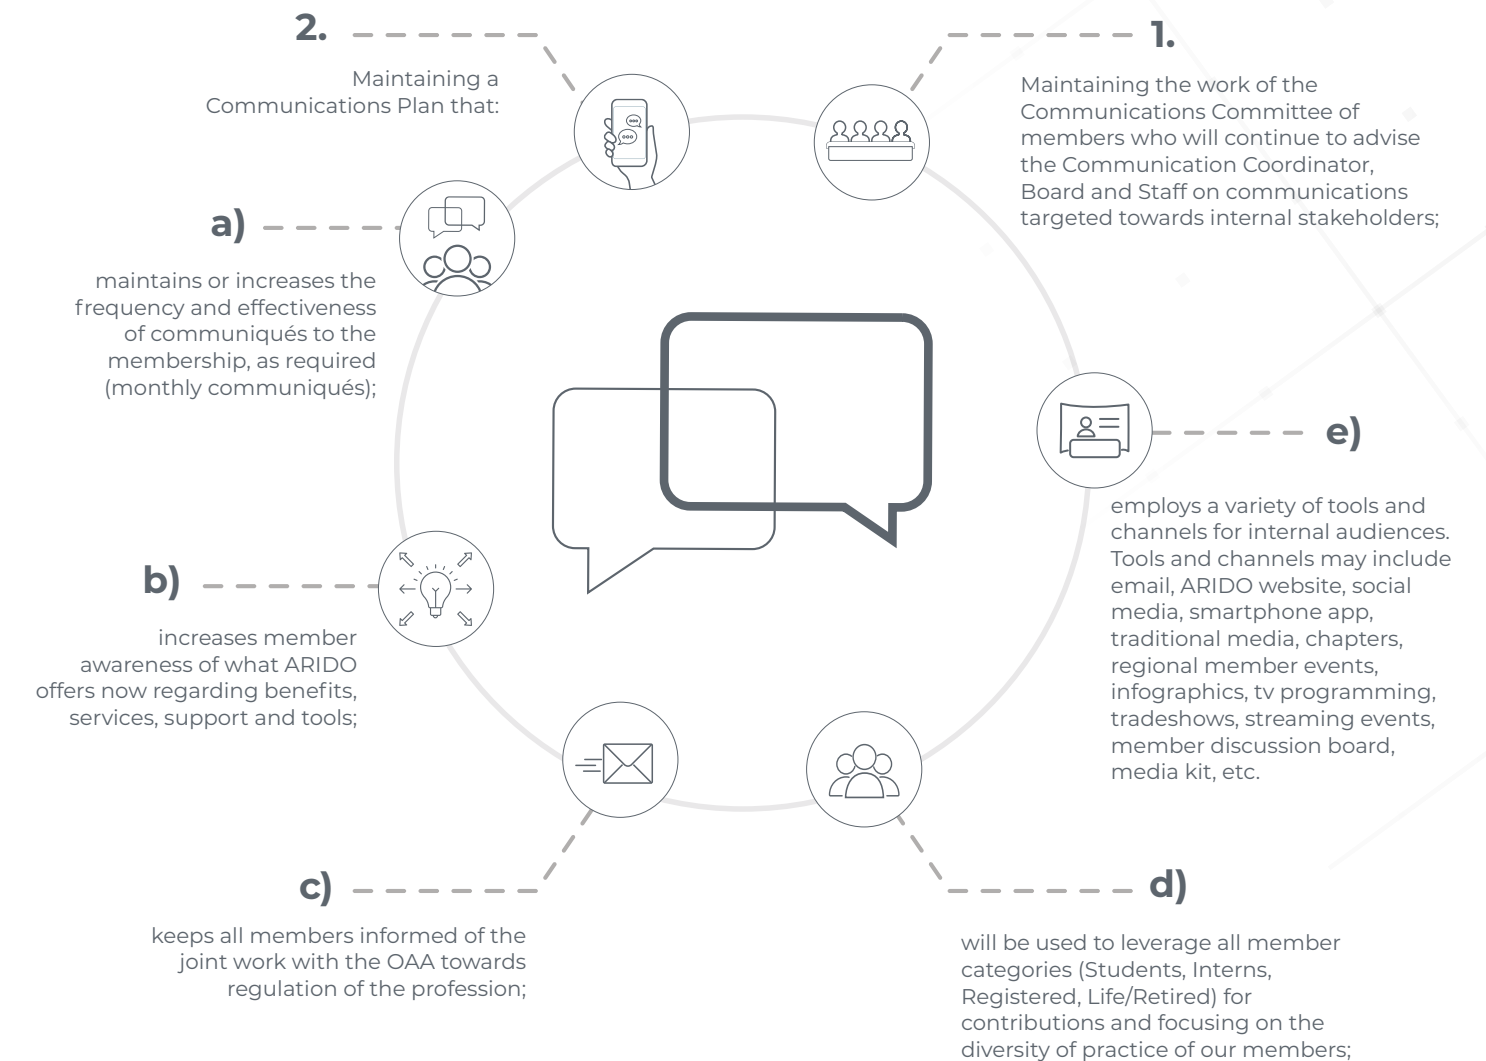 1.
Maintaining the work of the
Communications Committee of
members who will continue to advise
the Communication Coordinator,
Board and Staff on communications
targeted towards internal stakeholders;
2.
Maintaining a
Communications Plan that:
a)
maintains or increases the
frequency and effectiveness
of communiqués to the
membership, as required
(monthly communiqués);
b)
increases member
awareness of what ARIDO
offers now regarding benefits,
services, support and tools;
c)
keeps all members informed of the
joint work with the OAA towards
regulation of the profession;
d)
will be used to leverage all member
categories (Students, Interns,
Registered, Life/Retired) for
contributions and focusing on the
diversity of practice of our members;
e)
employs a variety of tools and
channels for internal audiences.
Tools and channels may include
email, ARIDO website, social
media, smartphone app,
traditional media, chapters,
regional member events,
infographics, tv programming,
tradeshows, streaming events,
member discussion board,
media kit, etc.